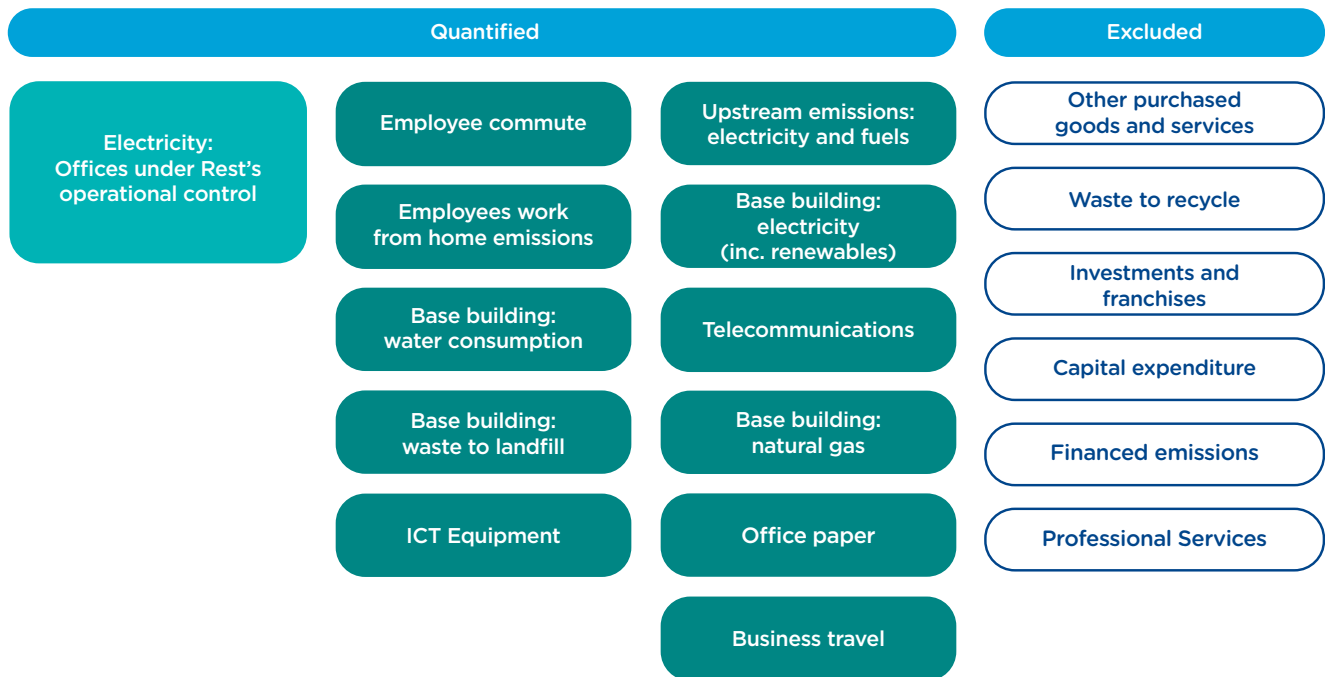 Quantified
Excluded
Electricity:
Offices under Rest's
operational control
Employee commute
Employees work
from home emissions
Base building:
water consumption
Base building:
waste to landfill
ICT Equipment
Upstream emissions:
electricity and fuels
Base building:
electricity
(inc. renewables)
Telecommunications
Base building:
natural gas
Office paper
Business travel
Other purchased
goods and services
Waste to recycle
Investments and
franchises
Capital expenditure
Financed emissions
Professional Services